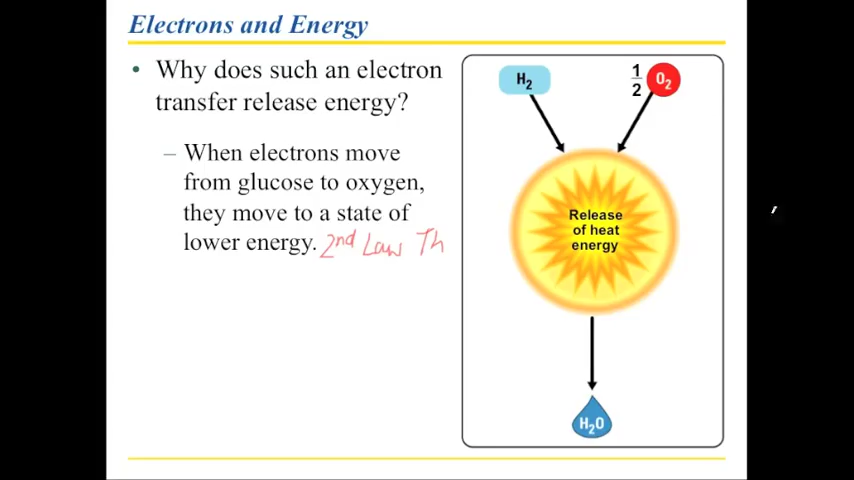 Electrons and Energy
• Why does such an electron
transfer release energy?
– When electrons move
from glucose to oxygen,
they move to a state of
lower energy. 2nd Law Th
H₂
1/2 O₂
Release
of heat
energy
H₂O